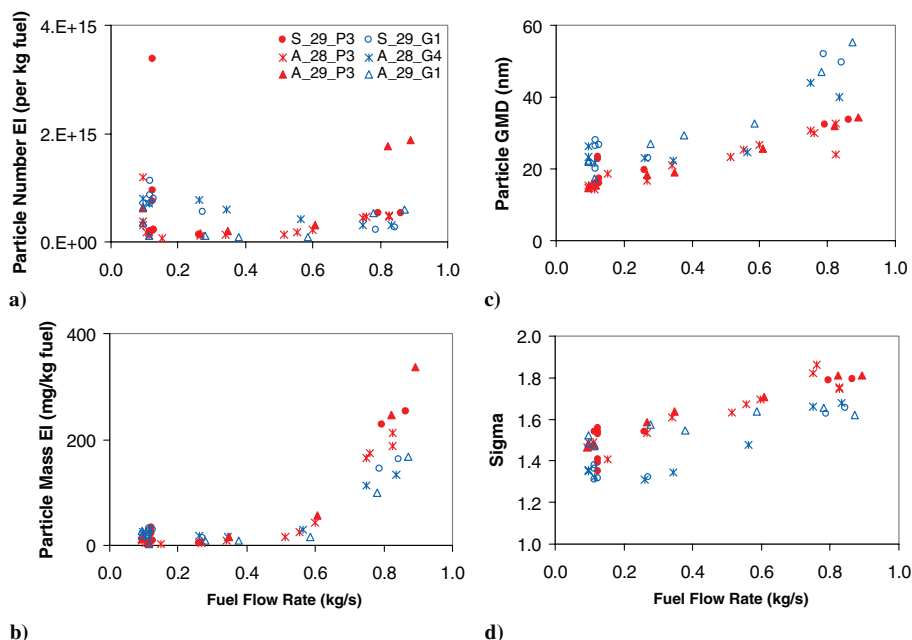 4.E+15
2.E+15
0.E+00
Particle Number EI (per kg fuel)
S_29_P3
S_29_G1
A_28_P3
A_28_G4
A_29_P3
A_29_G1
0.0 0.2 0.4 0.6 0.8 1.0
a)
60
40
20
0
Particle GMD (nm)
0.0 0.2 0.4 0.6 0.8 1.0
c)
400
200
0
Particle Mass EI (mg/kg fuel)
0.0 0.2 0.4 0.6 0.8 1.0
Fuel Flow Rate (kg/s)
b)
2.0
1.8
1.6
1.4
1.2
1.0
Sigma
0.0 0.2 0.4 0.6 0.8 1.0
Fuel Flow Rate (kg/s)
d)